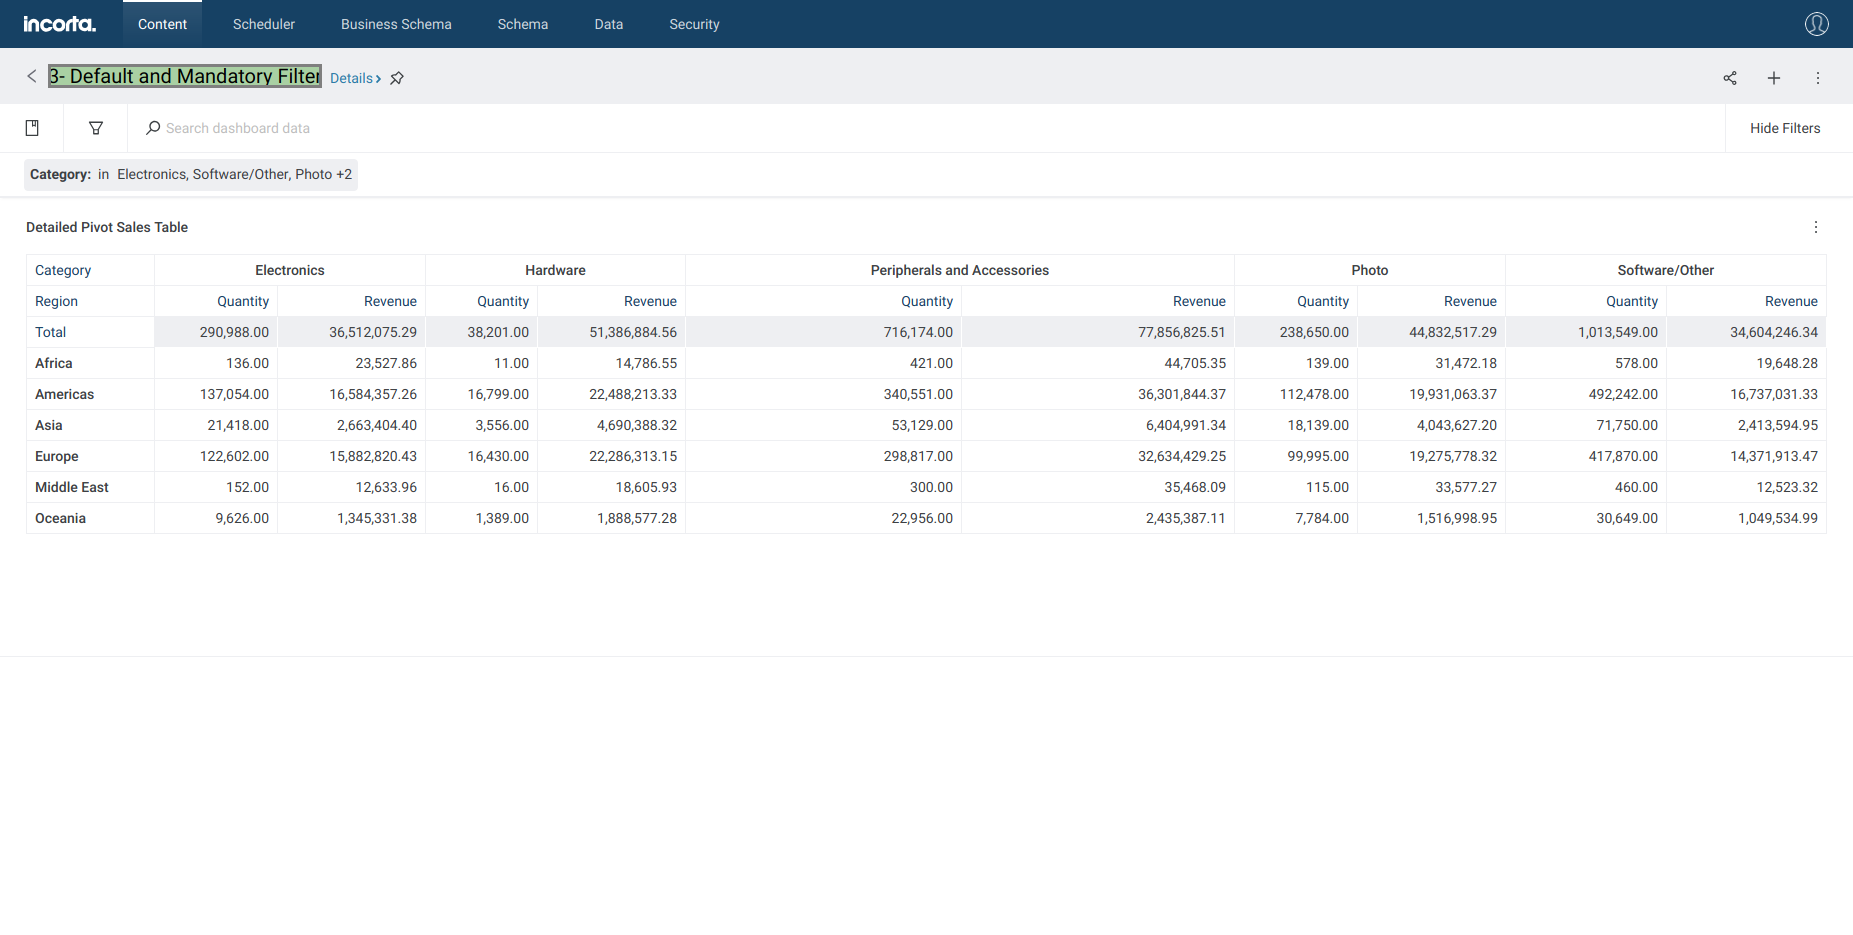 incorta. Content Scheduler Business Schema Schema Data Security
3- Default and Mandatory Filter Details
Search dashboard data Hide Filters
Category: in Electronics, Software/Other, Photo +2
Detailed Pivot Sales Table
Category Electronics Hardware Peripherals and Accessories Photo Software/Other
Region Quantity Revenue Quantity Revenue Quantity Revenue Quantity Revenue Quantity Revenue
Total 290,988.00 36,512,075.29 38,201.00 51,386,884.56 716,174.00 77,856,825.51 238,650.00 44,832,517.29 1,013,549.00 34,604,246.34
Africa 136.00 23,527.86 11.00 14,786.55 421.00 44,705.35 139.00 31,472.18 578.00 19,648.28
Americas 137,054.00 16,584,357.26 16,799.00 22,488,213.33 340,551.00 36,301,844.37 112,478.00 19,931,063.37 492,242.00 16,737,031.33
Asia 21,418.00 2,663,404.40 3,556.00 4,690,388.32 53,129.00 6,404,991.34 18,139.00 4,043,627.20 71,750.00 2,413,594.95
Europe 122,602.00 15,882,820.43 16,430.00 22,286,313.15 298,817.00 32,634,429.25 99,995.00 19,275,778.32 417,870.00 14,371,913.47
Middle East 152.00 12,633.96 16.00 18,605.93 300.00 35,468.09 115.00 33,577.27 460.00 12,523.32
Oceania 9,626.00 1,345,331.38 1,389.00 1,888,577.28 22,956.00 2,435,387.11 7,784.00 1,516,998.95 30,649.00 1,049,534.99